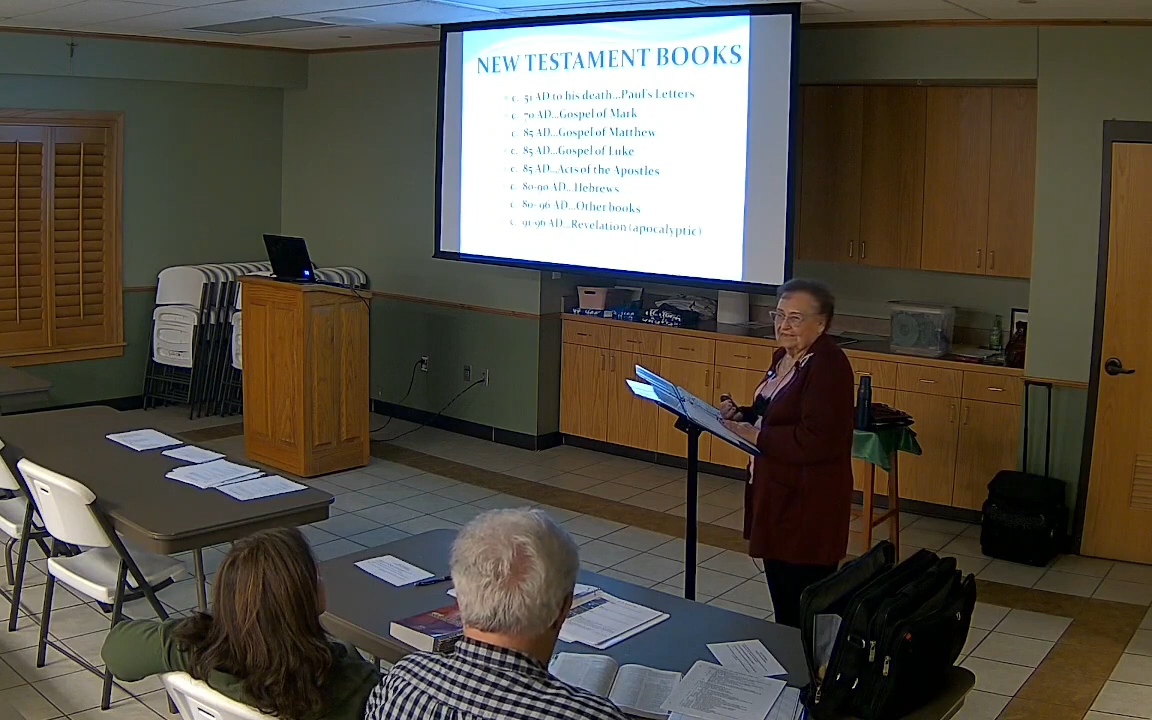 NEW TESTAMENT BOOKS
c. 51 AD to his death...Paul's Letters
c. 70 AD...Gospel of Mark
c. 85 AD...Gospel of Matthew
c. 85 AD...Gospel of Luke
c. 85 AD...Acts of the Apostles
c. 80-90 AD...Hebrews
c. 80-96 AD...Other books
c. 91-96 AD...Revelation (apocalyptic)